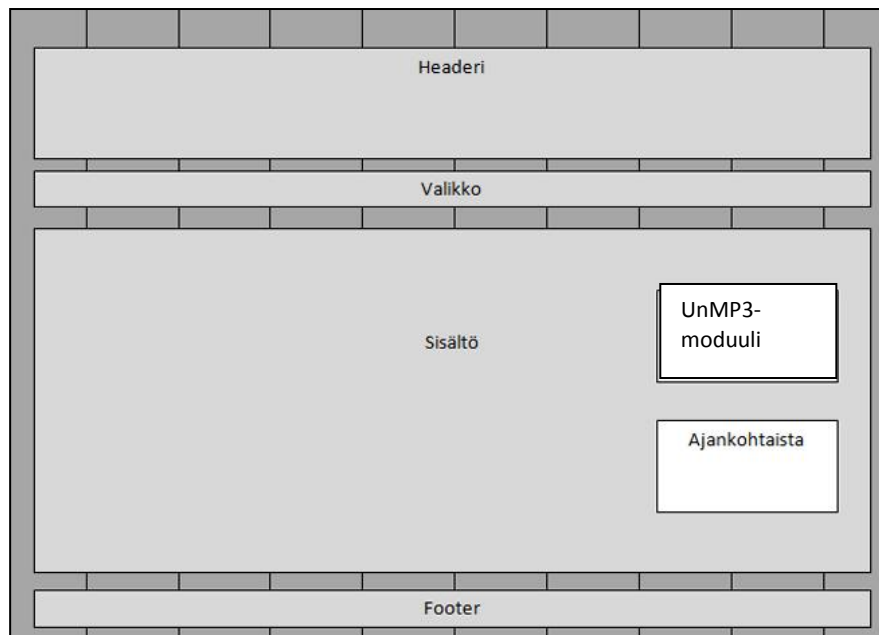 Headeri
Valikko
Sisältö
UnMP3-
moduuli
Ajankohtaista
Footer